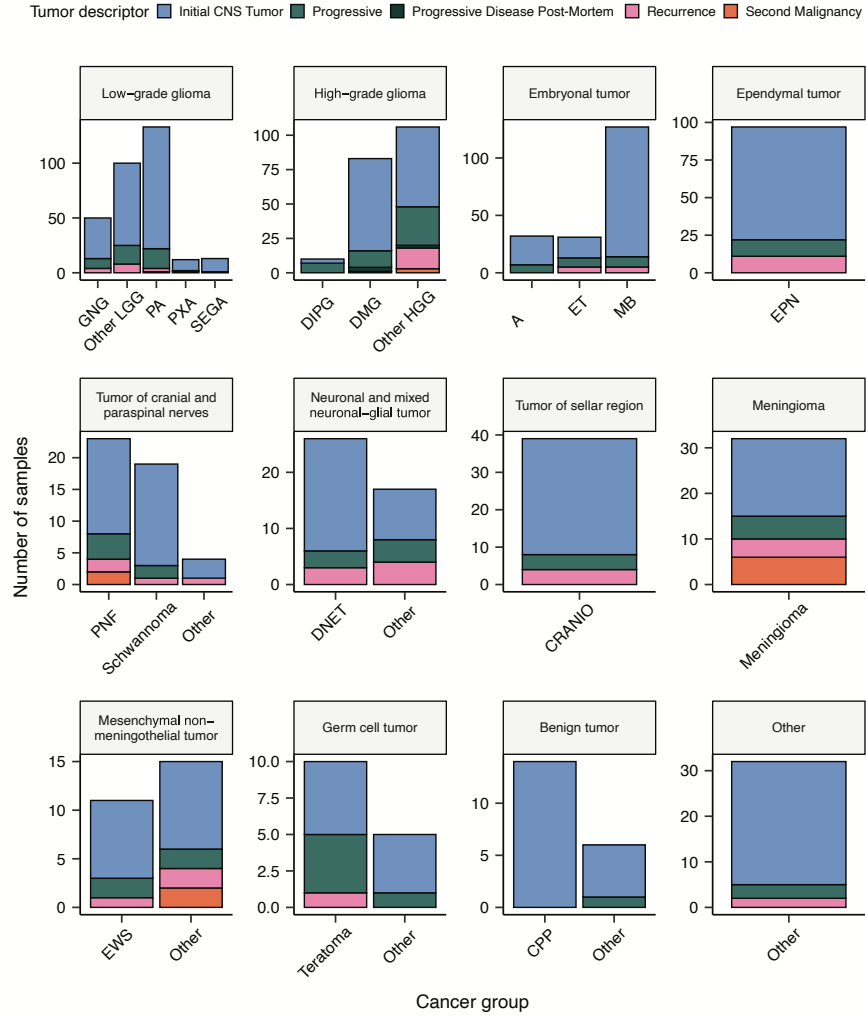 Tumor descriptor Initial CNS Tumor Progressive Progressive Disease Post−Mortem Recurrence Second Malignancy
Low−grade glioma
High−grade glioma
Embryonal tumor
Ependymal tumor
0 50 100
GNG Other LGG PA PXA SEGA
0 25 50 75 100
DIPG DMG Other HGG
0 50 100
A ET MB
0 25 50 75 100
EPN
Number of samples
Tumor of cranial and
paraspinal nerves
Neuronal and mixed
neuronal−glial tumor
Tumor of sellar region
Meningioma
0 5 10 15 20
PNF Schwannoma Other
0 10 20
DNET Other
0 10 20 30 40
CRANIO
0 10 20 30
Meningioma
Mesenchymal non−
meningothelial tumor
Germ cell tumor
Benign tumor
Other
0 5 10 15
EWS Other
0.0 2.5 5.0 7.5 10.0
Teratoma Other
0 5 10
CPP Other
0 10 20 30
Other
Cancer group